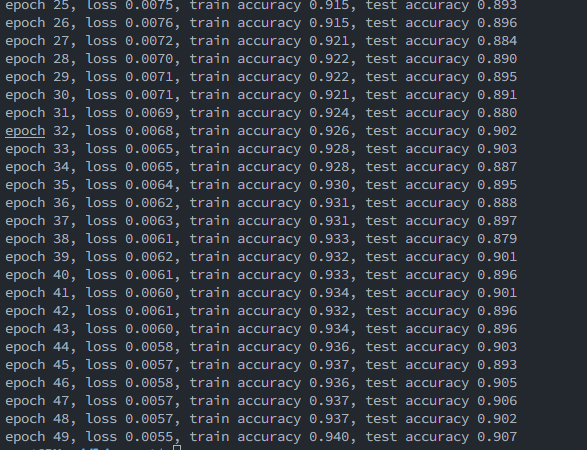 epoch 25, loss 0.0075, train accuracy 0.915, test accuracy 0.893
epoch 26, loss 0.0076, train accuracy 0.915, test accuracy 0.896
epoch 27, loss 0.0072, train accuracy 0.921, test accuracy 0.884
epoch 28, loss 0.0070, train accuracy 0.922, test accuracy 0.890
epoch 29, loss 0.0071, train accuracy 0.922, test accuracy 0.895
epoch 30, loss 0.0071, train accuracy 0.921, test accuracy 0.891
epoch 31, loss 0.0069, train accuracy 0.924, test accuracy 0.880
epoch 32, loss 0.0068, train accuracy 0.926, test accuracy 0.902
epoch 33, loss 0.0065, train accuracy 0.928, test accuracy 0.903
epoch 34, loss 0.0065, train accuracy 0.928, test accuracy 0.887
epoch 35, loss 0.0064, train accuracy 0.930, test accuracy 0.895
epoch 36, loss 0.0062, train accuracy 0.931, test accuracy 0.888
epoch 37, loss 0.0063, train accuracy 0.931, test accuracy 0.897
epoch 38, loss 0.0061, train accuracy 0.933, test accuracy 0.879
epoch 39, loss 0.0062, train accuracy 0.932, test accuracy 0.901
epoch 40, loss 0.0061, train accuracy 0.933, test accuracy 0.896
epoch 41, loss 0.0060, train accuracy 0.934, test accuracy 0.901
epoch 42, loss 0.0061, train accuracy 0.932, test accuracy 0.896
epoch 43, loss 0.0060, train accuracy 0.934, test accuracy 0.896
epoch 44, loss 0.0058, train accuracy 0.936, test accuracy 0.903
epoch 45, loss 0.0057, train accuracy 0.937, test accuracy 0.893
epoch 46, loss 0.0058, train accuracy 0.936, test accuracy 0.905
epoch 47, loss 0.0057, train accuracy 0.937, test accuracy 0.906
epoch 48, loss 0.0057, train accuracy 0.937, test accuracy 0.902
epoch 49, loss 0.0055, train accuracy 0.940, test accuracy 0.907